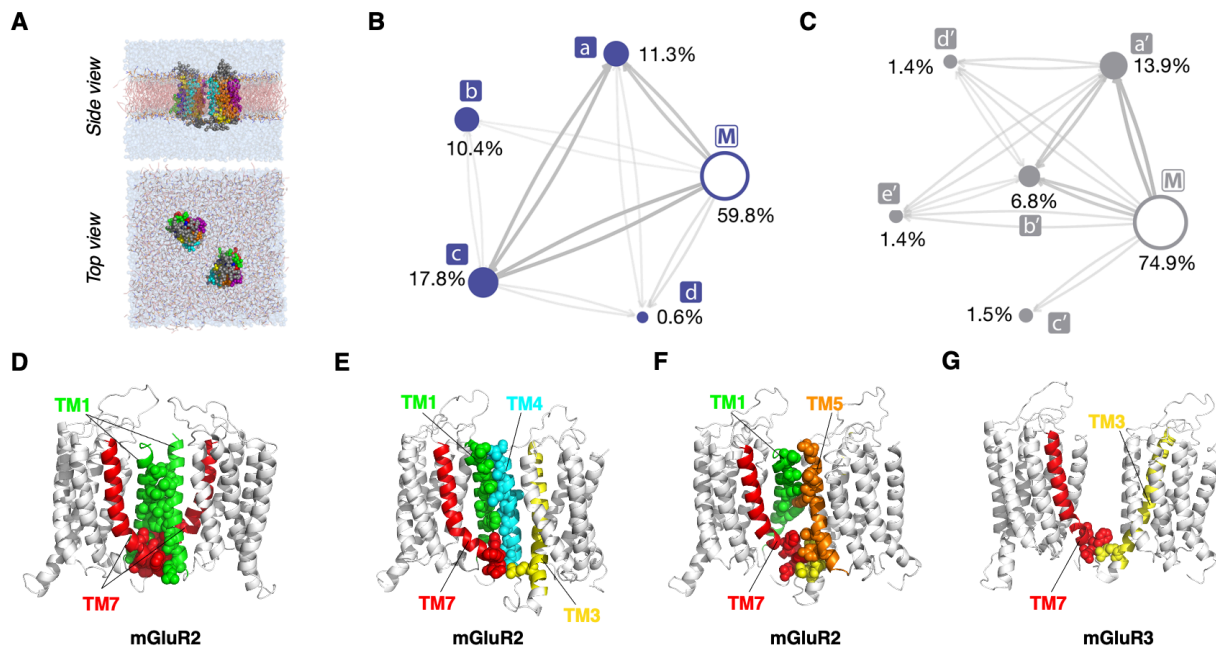 A
Side view
Top view
B
a
11.3%
b
10.4%
M
59.8%
c
17.8%
d
0.6%
C
d′
1.4%
a′
13.9%
6.8%
b′
e′
1.4%
M
74.9%
1.5%
c′
D
TM1
TM7
mGluR2
E
TM1
TM4
TM7
TM3
mGluR2
F
TM1
TM5
TM7
mGluR2
G
TM3
TM7
mGluR3